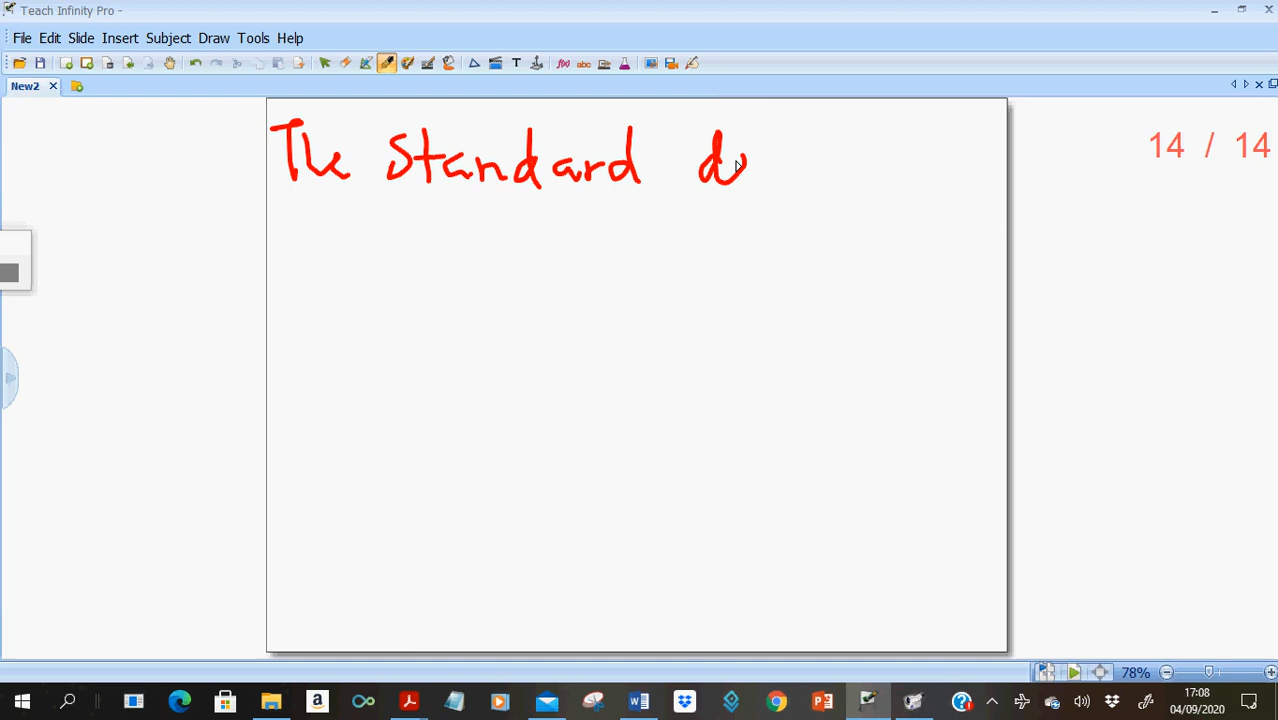 Teach Infinity Pro -
File Edit Slide Insert Subject Draw Tools Help
New2
The standard d
14 / 14
78%
17:08
04/09/2020